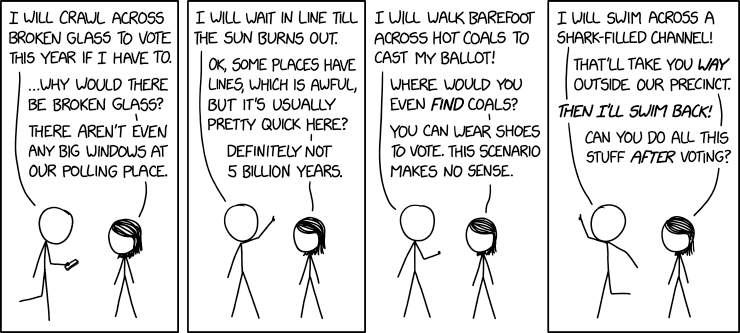 I WILL CRAWL ACROSS
BROKEN GLASS TO VOTE
THIS YEAR IF I HAVE TO.
...WHY WOULD THERE
BE BROKEN GLASS?
THERE AREN'T EVEN
ANY BIG WINDOWS AT
OUR POLLING PLACE.
I WILL WAIT IN LINE TILL
THE SUN BURNS OUT.
OK, SOME PLACES HAVE
LINES, WHICH IS AWFUL,
BUT IT'S USUALLY
PRETTY QUICK HERE?
DEFINITELY NOT
5 BILLION YEARS.
I WILL WALK BAREFOOT
ACROSS HOT COALS TO
CAST MY BALLOT!
WHERE WOULD YOU
EVEN FIND COALS?
YOU CAN WEAR SHOES
TO VOTE. THIS SCENARIO
MAKES NO SENSE.
I WILL SWIM ACROSS A
SHARK-FILLED CHANNEL!
THAT'LL TAKE YOU WAY
OUTSIDE OUR PRECINCT.
THEN I'LL SWIM BACK!
CAN YOU DO ALL THIS
STUFF AFTER VOTING?